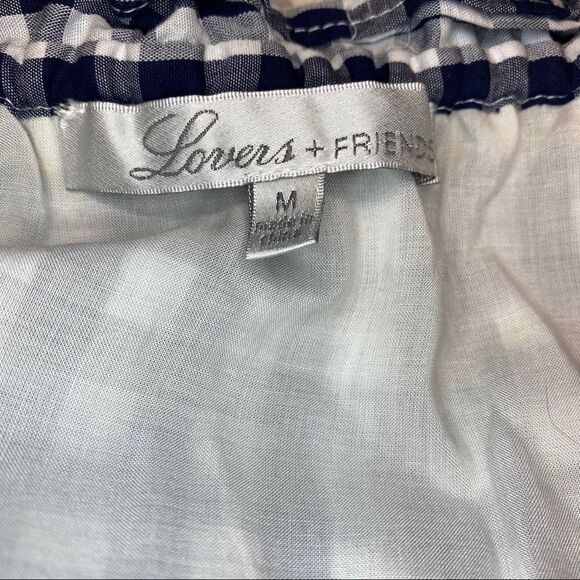 Lovers + FRIENDS
M
made in
china